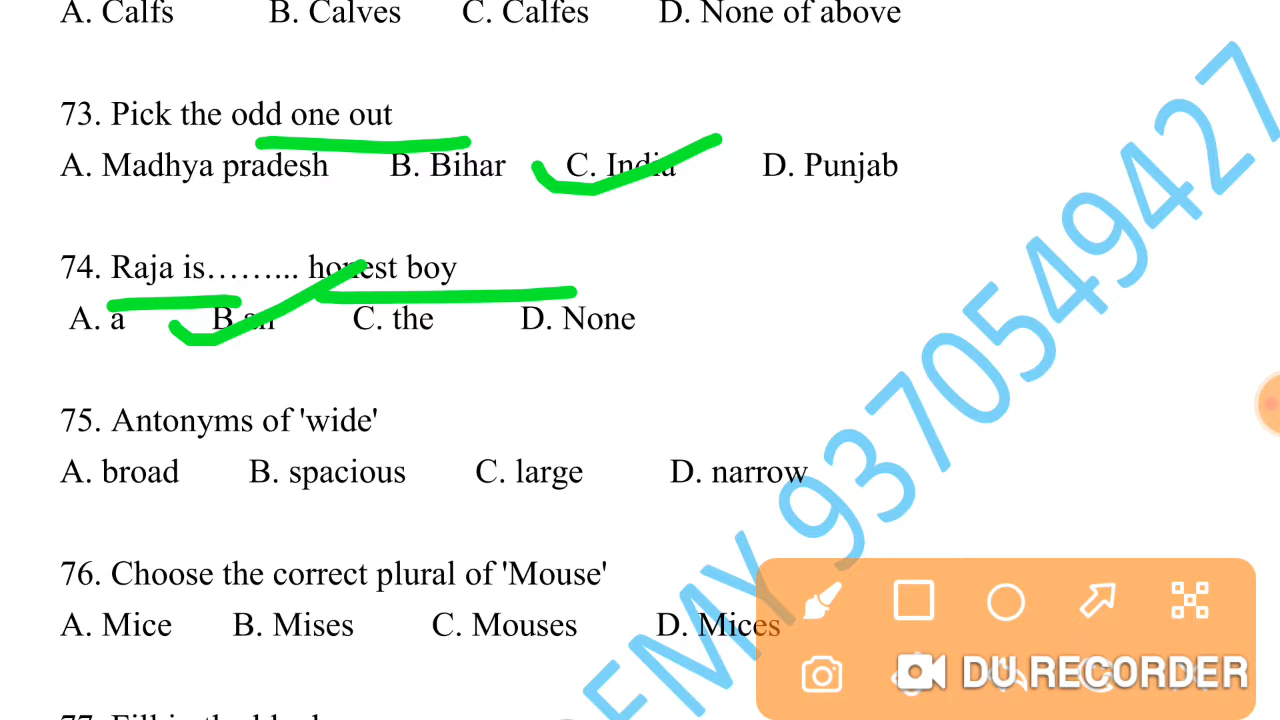 A. Calfs B. Calves C. Calfes D. None of above
73. Pick the odd one out
A. Madhya pradesh B. Bihar C. India D. Punjab
74. Raja is……... honest boy
A. a B.an C. the D. None
75. Antonyms of 'wide'
A. broad B. spacious C. large D. narrow
76. Choose the correct plural of 'Mouse'
A. Mice B. Mises C. Mouses D. Mices
EMY 9370549427
DU RECORDER